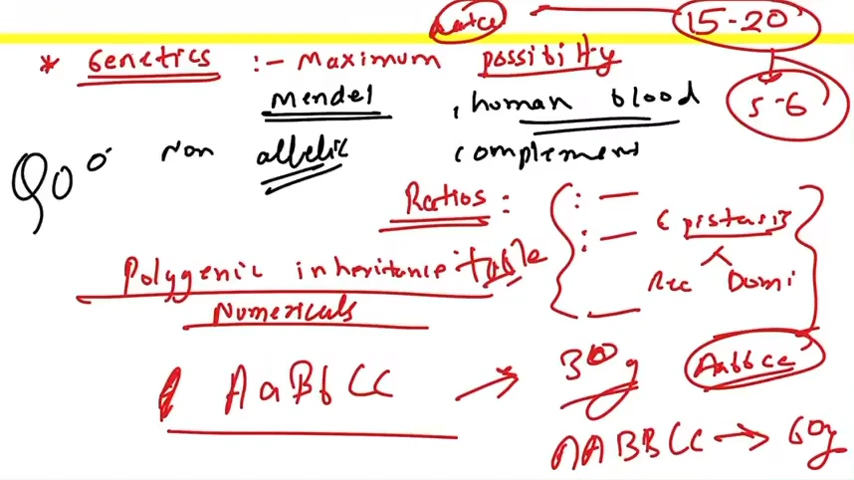 15-20
* Genetics :- Maximum possibility
5-6
Mendel , human blood
Non allelic complement
Ratios : Epistasis
Rec Domi
Polygenic inheritance table
Numericals
AaBbCC → 30g
AABBCC → 60g